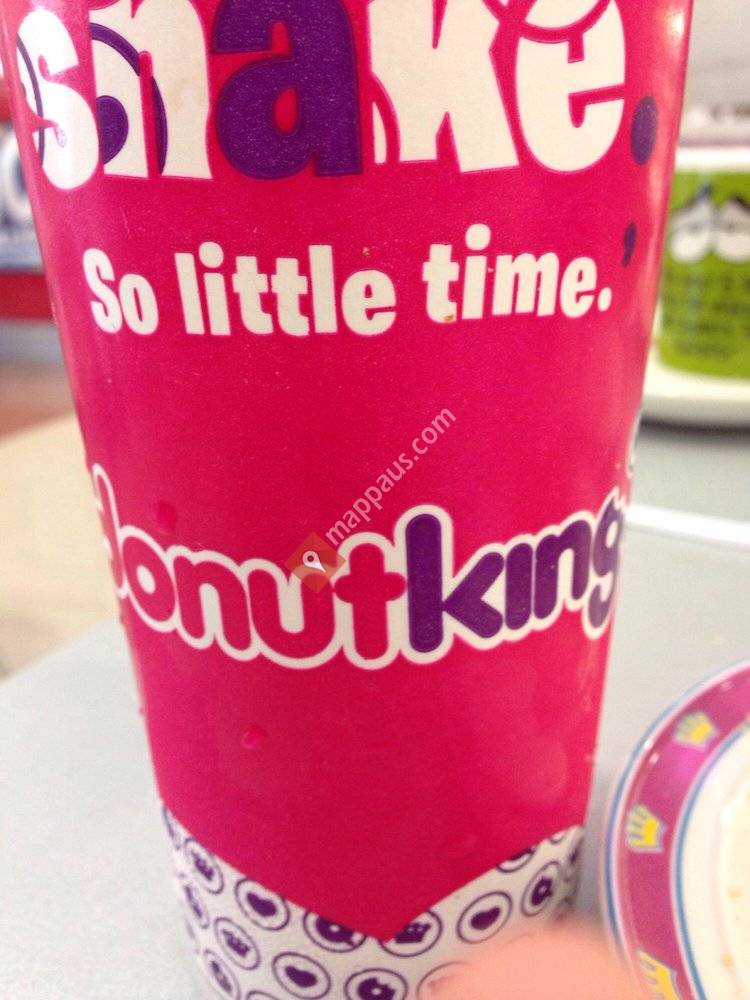 shake.
So little time.
mappaus.com
donutking